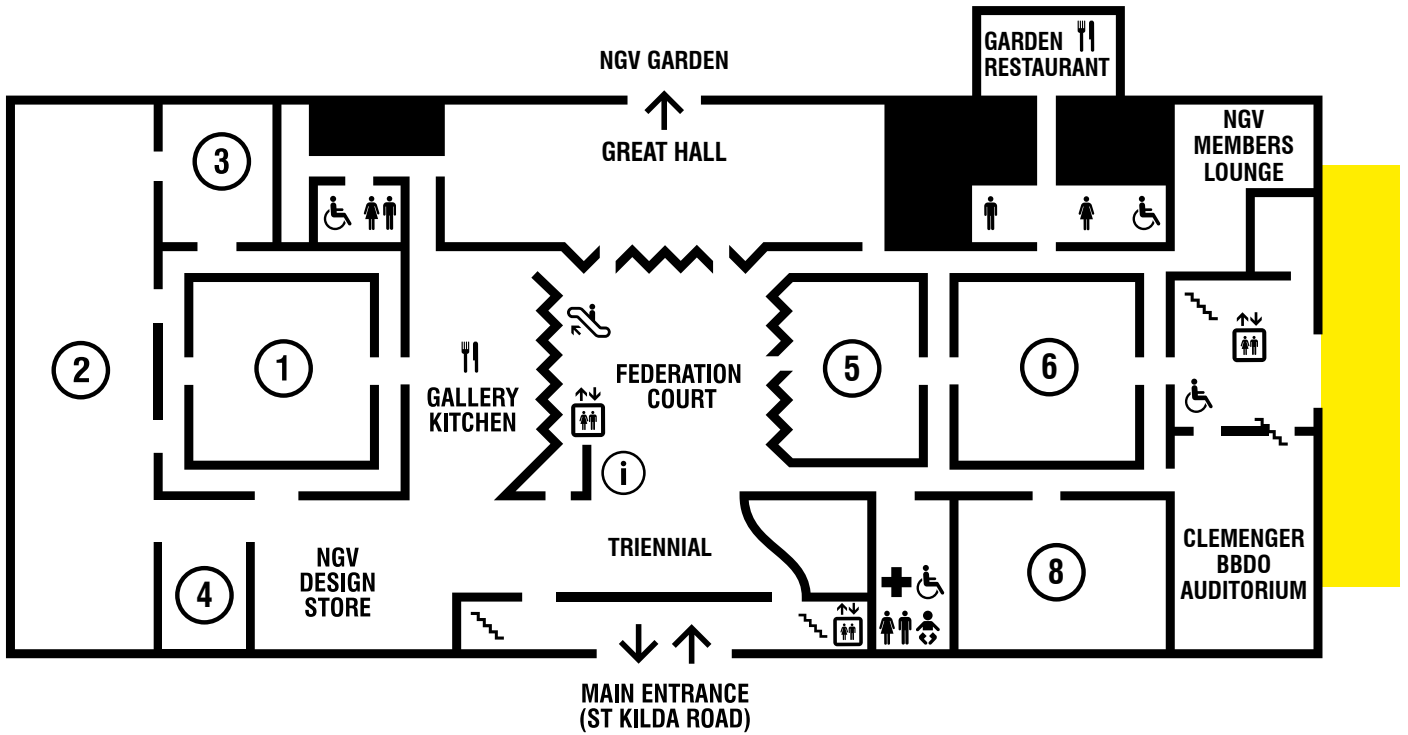 GARDEN
RESTAURANT
NGV GARDEN
NGV
MEMBERS
LOUNGE
GREAT HALL
3
2
1
GALLERY
KITCHEN
FEDERATION
COURT
5
6
i
NGV
DESIGN
STORE
4
TRIENNIAL
8
CLEMENGER
BBDO
AUDITORIUM
MAIN ENTRANCE
(ST KILDA ROAD)